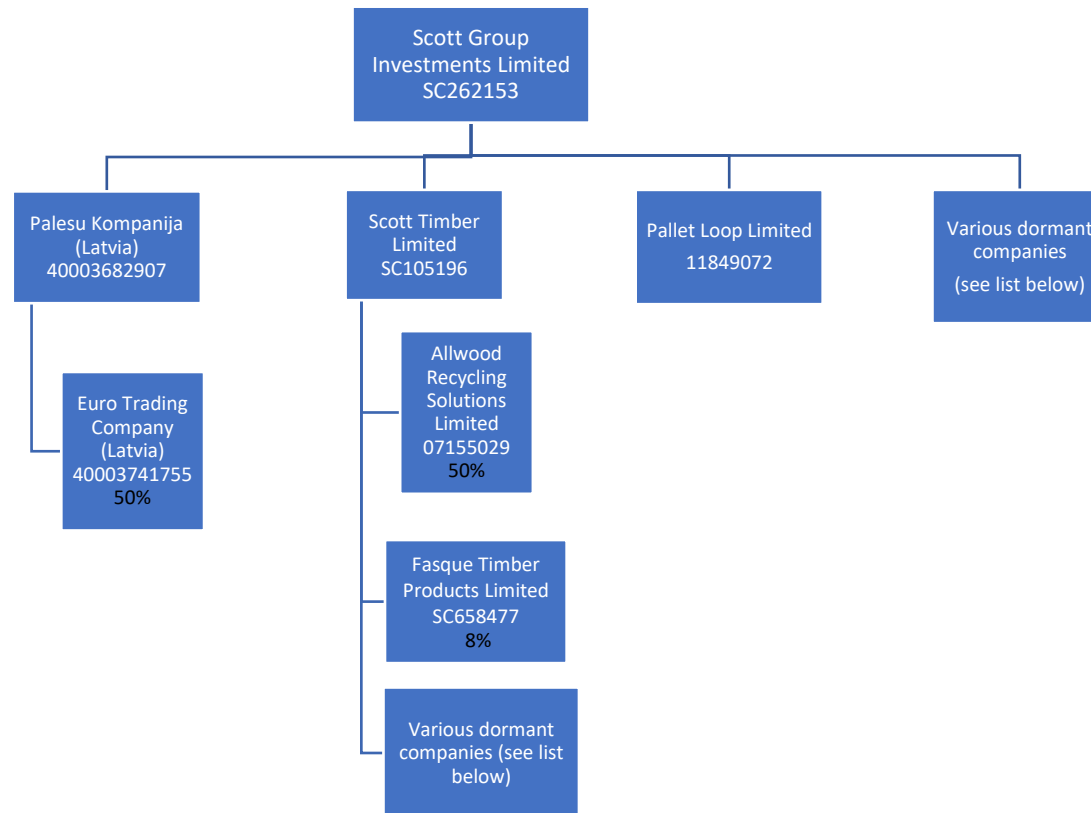 Scott Group
Investments Limited
SC262153
Palesu Kompanija
(Latvia)
40003682907
Scott Timber
Limited
SC105196
Pallet Loop Limited
11849072
Various dormant
companies
(see list below)
Euro Trading
Company
(Latvia)
40003741755
50%
Allwood
Recycling
Solutions
Limited
07155029
50%
Fasque Timber
Products Limited
SC658477
8%
Various dormant
companies (see list
below)